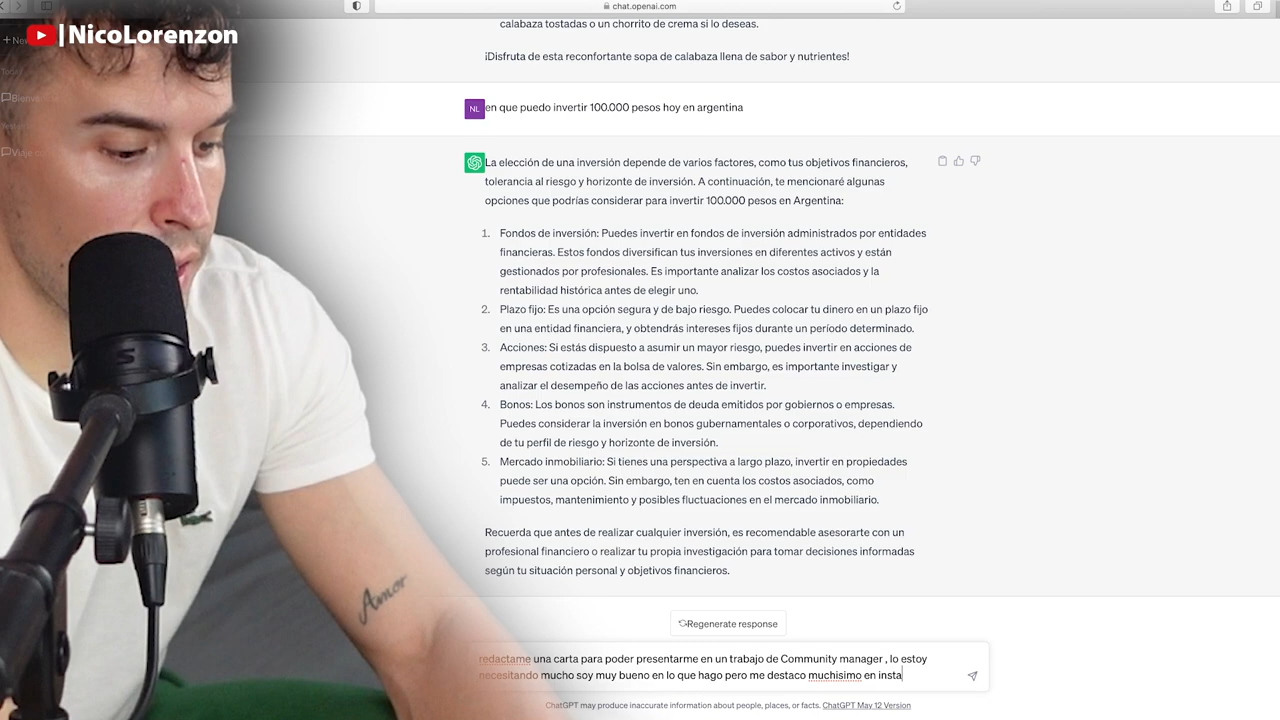 chat.openai.com
| NicoLorenzon
calabaza tostadas o un chorrito de crema si lo deseas.
¡Disfruta de esta reconfortante sopa de calabaza llena de sabor y nutrientes!
NL
en que puedo invertir 100.000 pesos hoy en argentina
La elección de una inversión depende de varios factores, como tus objetivos financieros,
tolerancia al riesgo y horizonte de inversión. A continuación, te mencionaré algunas
opciones que podrías considerar para invertir 100.000 pesos en Argentina:
1. Fondos de inversión: Puedes invertir en fondos de inversión administrados por entidades
financieras. Estos fondos diversifican tus inversiones en diferentes activos y están
gestionados por profesionales. Es importante analizar los costos asociados y la
rentabilidad histórica antes de elegir uno.
2. Plazo fijo: Es una opción segura y de bajo riesgo. Puedes colocar tu dinero en un plazo fijo
en una entidad financiera, y obtendrás intereses fijos durante un período determinado.
3. Acciones: Si estás dispuesto a asumir un mayor riesgo, puedes invertir en acciones de
empresas cotizadas en la bolsa de valores. Sin embargo, es importante investigar y
analizar el desempeño de las acciones antes de invertir.
4. Bonos: Los bonos son instrumentos de deuda emitidos por gobiernos o empresas.
Puedes considerar la inversión en bonos gubernamentales o corporativos, dependiendo
de tu perfil de riesgo y horizonte de inversión.
5. Mercado inmobiliario: Si tienes una perspectiva a largo plazo, invertir en propiedades
puede ser una opción. Sin embargo, ten en cuenta los costos asociados, como
impuestos, mantenimiento y posibles fluctuaciones en el mercado inmobiliario.
Recuerda que antes de realizar cualquier inversión, es recomendable asesorarte con un
profesional financiero o realizar tu propia investigación para tomar decisiones informadas
según tu situación personal y objetivos financieros.
Regenerate response
redactame una carta para poder presentarme en un trabajo de Community manager , lo estoy
necesitando mucho soy muy bueno en lo que hago pero me destaco muchisimo en insta
ChatGPT may produce inaccurate information about people, places, or facts. ChatGPT May 12 Version
Amor